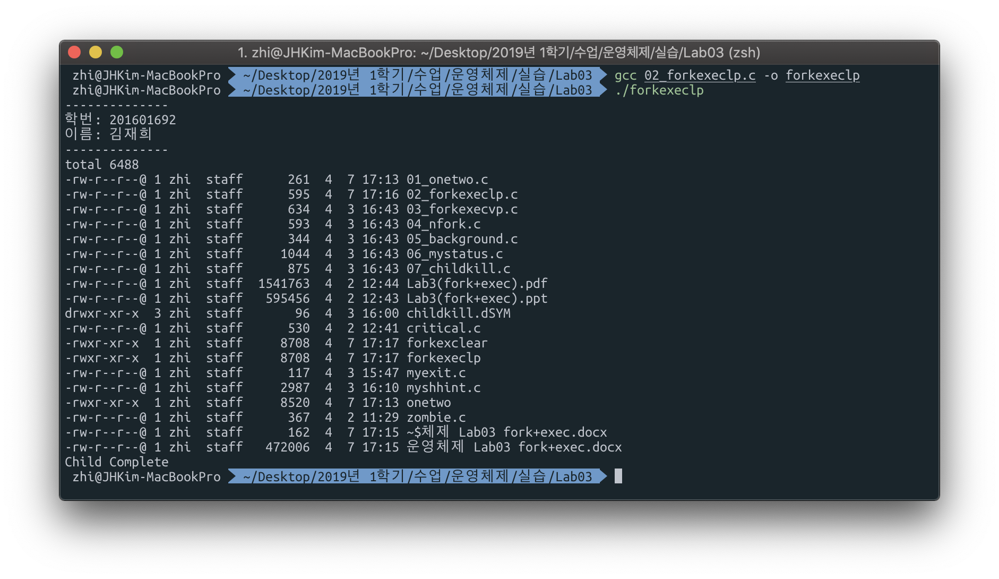 1. zhi@JHKim-MacBookPro: ~/Desktop/2019년 1학기/수업/운영체제/실습/Lab03 (zsh)
zhi@JHKim-MacBookPro ~/Desktop/2019년 1학기/수업/운영체제/실습/Lab03 gcc 02_forkexeclp.c -o forkexeclp
zhi@JHKim-MacBookPro ~/Desktop/2019년 1학기/수업/운영체제/실습/Lab03 ./forkexeclp
--------------
학번: 201601692
이름: 김재희
--------------
total 6488
-rw-r--r--@ 1 zhi  staff      261  4  7 17:13 01_onetwo.c
-rw-r--r--@ 1 zhi  staff      595  4  7 17:16 02_forkexeclp.c
-rw-r--r--@ 1 zhi  staff      634  4  3 16:43 03_forkexecvp.c
-rw-r--r--@ 1 zhi  staff      593  4  3 16:43 04_nfork.c
-rw-r--r--@ 1 zhi  staff      344  4  3 16:43 05_background.c
-rw-r--r--@ 1 zhi  staff     1044  4  3 16:43 06_mystatus.c
-rw-r--r--@ 1 zhi  staff      875  4  3 16:43 07_childkill.c
-rw-r--r--@ 1 zhi  staff  1541763  4  2 12:44 Lab3(fork+exec).pdf
-rw-r--r--@ 1 zhi  staff   595456  4  2 12:43 Lab3(fork+exec).ppt
drwxr-xr-x  3 zhi  staff       96  4  3 16:00 childkill.dSYM
-rw-r--r--@ 1 zhi  staff      530  4  2 12:41 critical.c
-rwxr-xr-x  1 zhi  staff     8708  4  7 17:17 forkexclear
-rwxr-xr-x  1 zhi  staff     8708  4  7 17:17 forkexeclp
-rw-r--r--@ 1 zhi  staff      117  4  3 15:47 myexit.c
-rw-r--r--@ 1 zhi  staff     2987  4  3 16:10 myshhint.c
-rwxr-xr-x  1 zhi  staff     8520  4  7 17:13 onetwo
-rw-r--r--@ 1 zhi  staff      367  4  2 11:29 zombie.c
-rw-r--r--@ 1 zhi  staff      162  4  7 17:15 ~$체제 Lab03 fork+exec.docx
-rw-r--r--@ 1 zhi  staff   472006  4  7 17:15 운영체제 Lab03 fork+exec.docx
Child Complete
zhi@JHKim-MacBookPro ~/Desktop/2019년 1학기/수업/운영체제/실습/Lab03